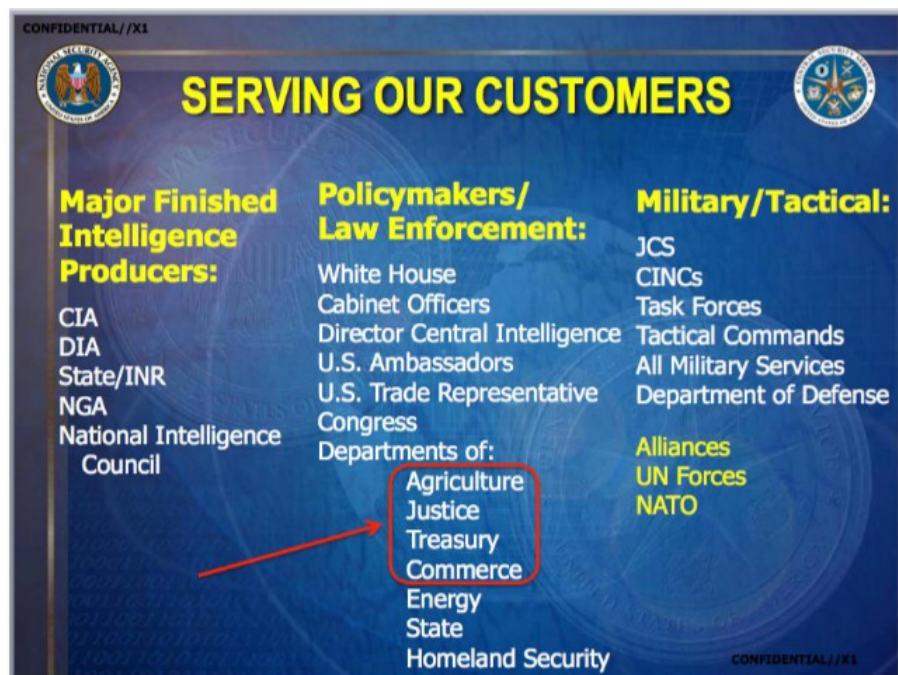 CONFIDENTIAL//X1
SERVING OUR CUSTOMERS
Major Finished
Intelligence
Producers:
CIA
DIA
State/INR
NGA
National Intelligence
Council
Policymakers/
Law Enforcement:
White House
Cabinet Officers
Director Central Intelligence
U.S. Ambassadors
U.S. Trade Representative
Congress
Departments of:
Agriculture
Justice
Treasury
Commerce
Energy
State
Homeland Security
Military/Tactical:
JCS
CINCs
Task Forces
Tactical Commands
All Military Services
Department of Defense
Alliances
UN Forces
NATO
CONFIDENTIAL//X1